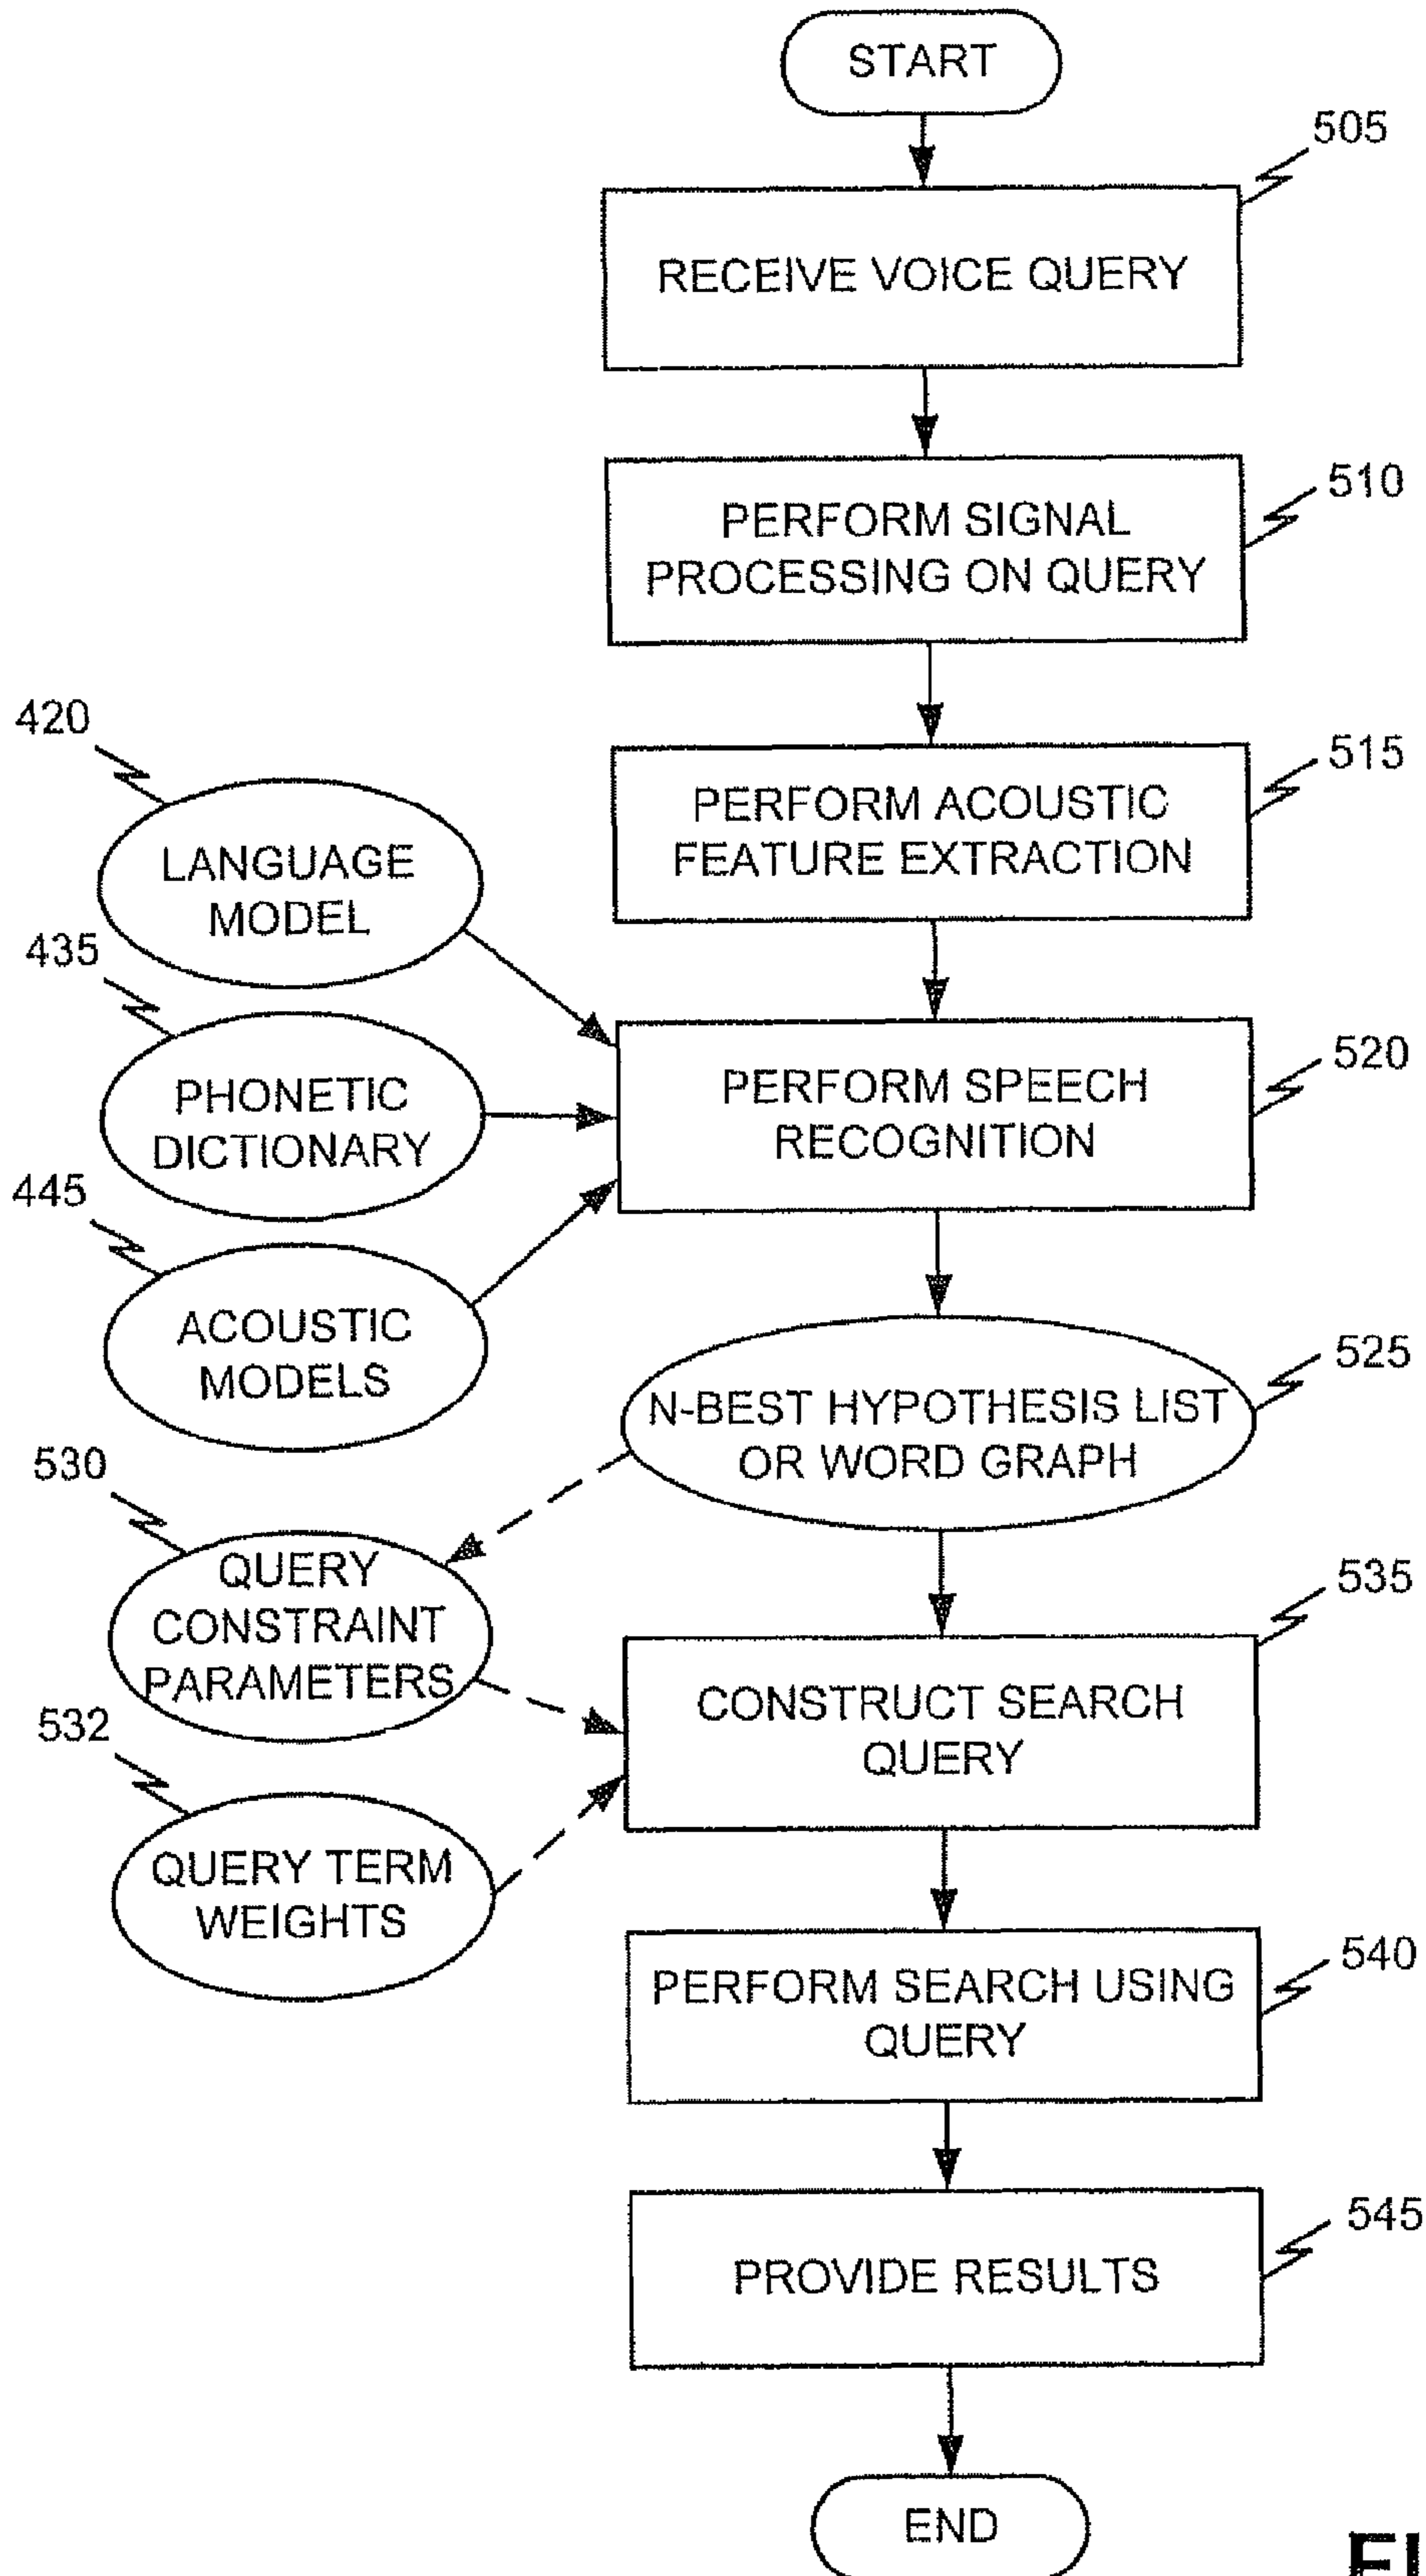 START
505
RECEIVE VOICE QUERY
510
PERFORM SIGNAL
PROCESSING ON QUERY
515
PERFORM ACOUSTIC
FEATURE EXTRACTION
420
LANGUAGE
MODEL
435
PHONETIC
DICTIONARY
445
ACOUSTIC
MODELS
520
PERFORM SPEECH
RECOGNITION
525
N-BEST HYPOTHESIS LIST
OR WORD GRAPH
530
QUERY
CONSTRAINT
PARAMETERS
532
QUERY TERM
WEIGHTS
535
CONSTRUCT SEARCH
QUERY
540
PERFORM SEARCH USING
QUERY
545
PROVIDE RESULTS
END